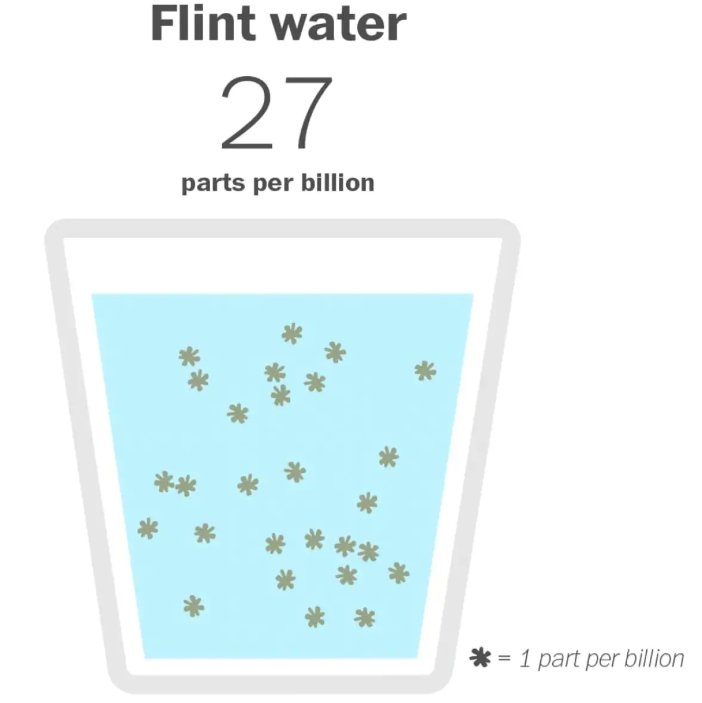 Flint water
27
parts per billion
= 1 part per billion